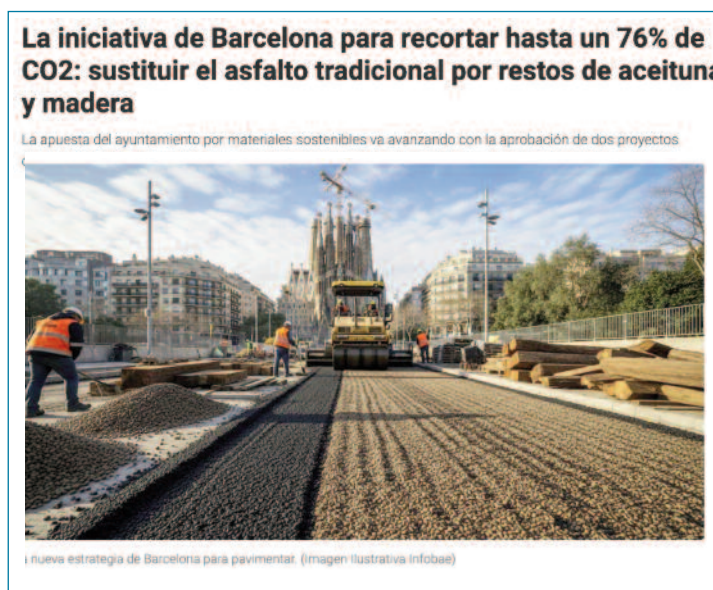 La iniciativa de Barcelona para recortar hasta un 76% de
CO2: sustituir el asfalto tradicional por restos de aceituna
y madera
La apuesta del ayuntamiento por materiales sostenibles va avanzando con la aprobación de dos proyectos
nueva estrategia de Barcelona para pavimentar. (Imagen Ilustrativa Infobae)